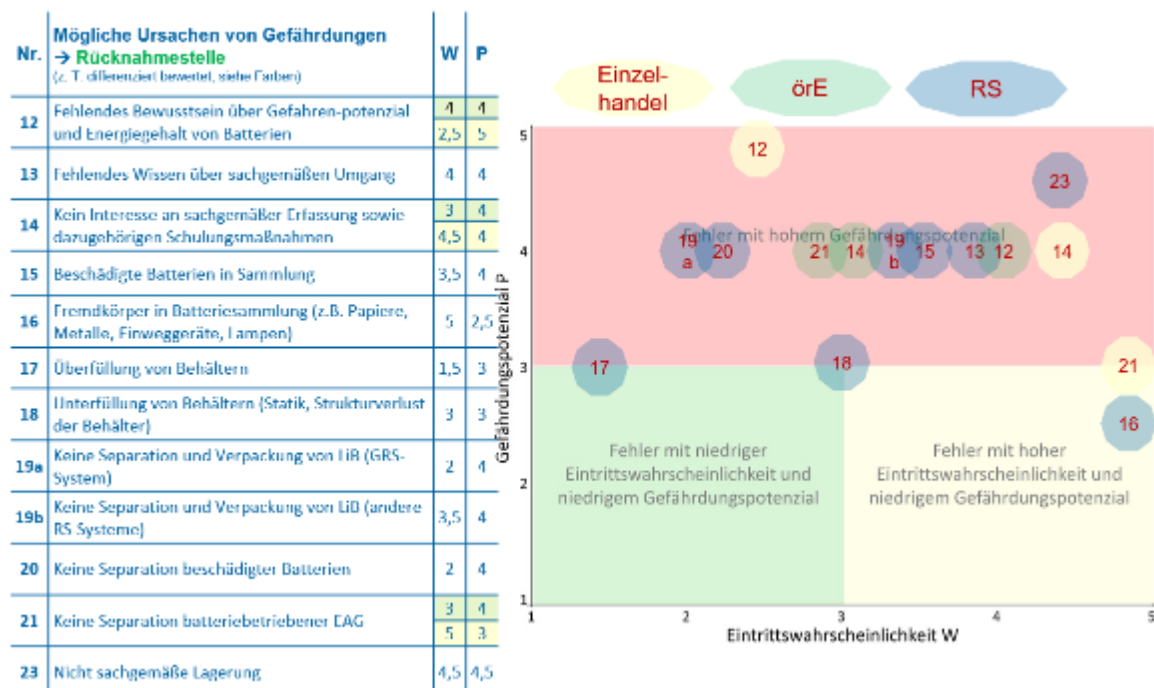 Nr.
Mögliche Ursachen von Gefährdungen
→ Rücknahmestelle
(z. T. differenziert bewertet, siehe Farben)
W P
12 Fehlendes Bewusstsein über Gefahren-potenzial 4 4
und Energiegehalt von Batterien 2,5 5
13 Fehlendes Wissen über sachgemäßen Umgang 4 4
14 Kein Interesse an sachgemäßer Erfassung sowie 3 4
dazugehörigen Schulungsmaßnahmen 4,5 4
15 Beschädigte Batterien in Sammlung 3,5 4
16 Fremdkörper in Batteriesammlung (z.B. Papiere,
Metalle, Einweggeräte, Lampen) 5 2,5
17 Überfüllung von Behältern 1,5 3
18 Unterfüllung von Behältern (Statik, Strukturverlust
der Behälter) 3 3
19a Keine Separation und Verpackung von LiB (GRS-
System) 2 4
19b Keine Separation und Verpackung von LiB (andere
RS Systeme) 3,5 4
20 Keine Separation beschädigter Batterien 2 4
21 Keine Separation batteriebetriebener EAG 3 4
5 3
23 Nicht sachgemäße Lagerung 4,5 4,5
Einzel-
handel
örE
RS
5
12
23
4
Fehler mit hohem Gefährdungspotenzial
19
a
20
21
14
19
b
15
13
12
14
3
17
18
21
16
Gefährdungspotenzial P
Fehler mit niedriger
Eintrittswahrscheinlichkeit und
niedrigem Gefährdungspotenzial
Fehler mit hoher
Eintrittswahrscheinlichkeit und
niedrigem Gefährdungspotenzial
2
1
1 2 3 4 5
Eintrittswahrscheinlichkeit W